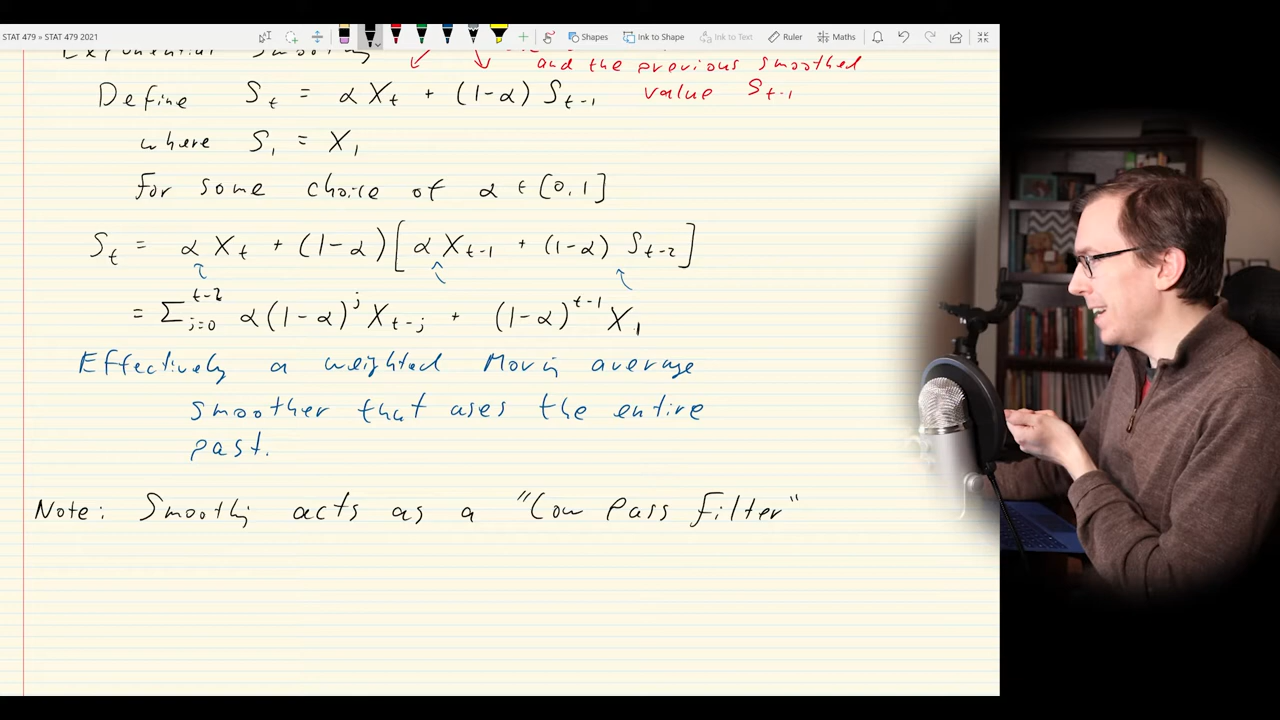 STAT 479 » STAT 479 2021
Shapes Ink to Shape Ink to Text Ruler Maths
Exponential Smoothing
and the previous smoothed
Define S_t = α X_t + (1-α) S_{t-1} value S_{t-1}
where S_1 = X_1
for some choice of α ∈ [0,1]
S_t = α X_t + (1-α) [ α X_{t-1} + (1-α) S_{t-2} ]
= Σ_{j=0}^{t-2} α(1-α)^j X_{t-j} + (1-α)^{t-1} X_1
Effectively a weighted Movin average
smoother that uses the entire
past.
Note: Smoothi acts as a "Low Pass Filter"